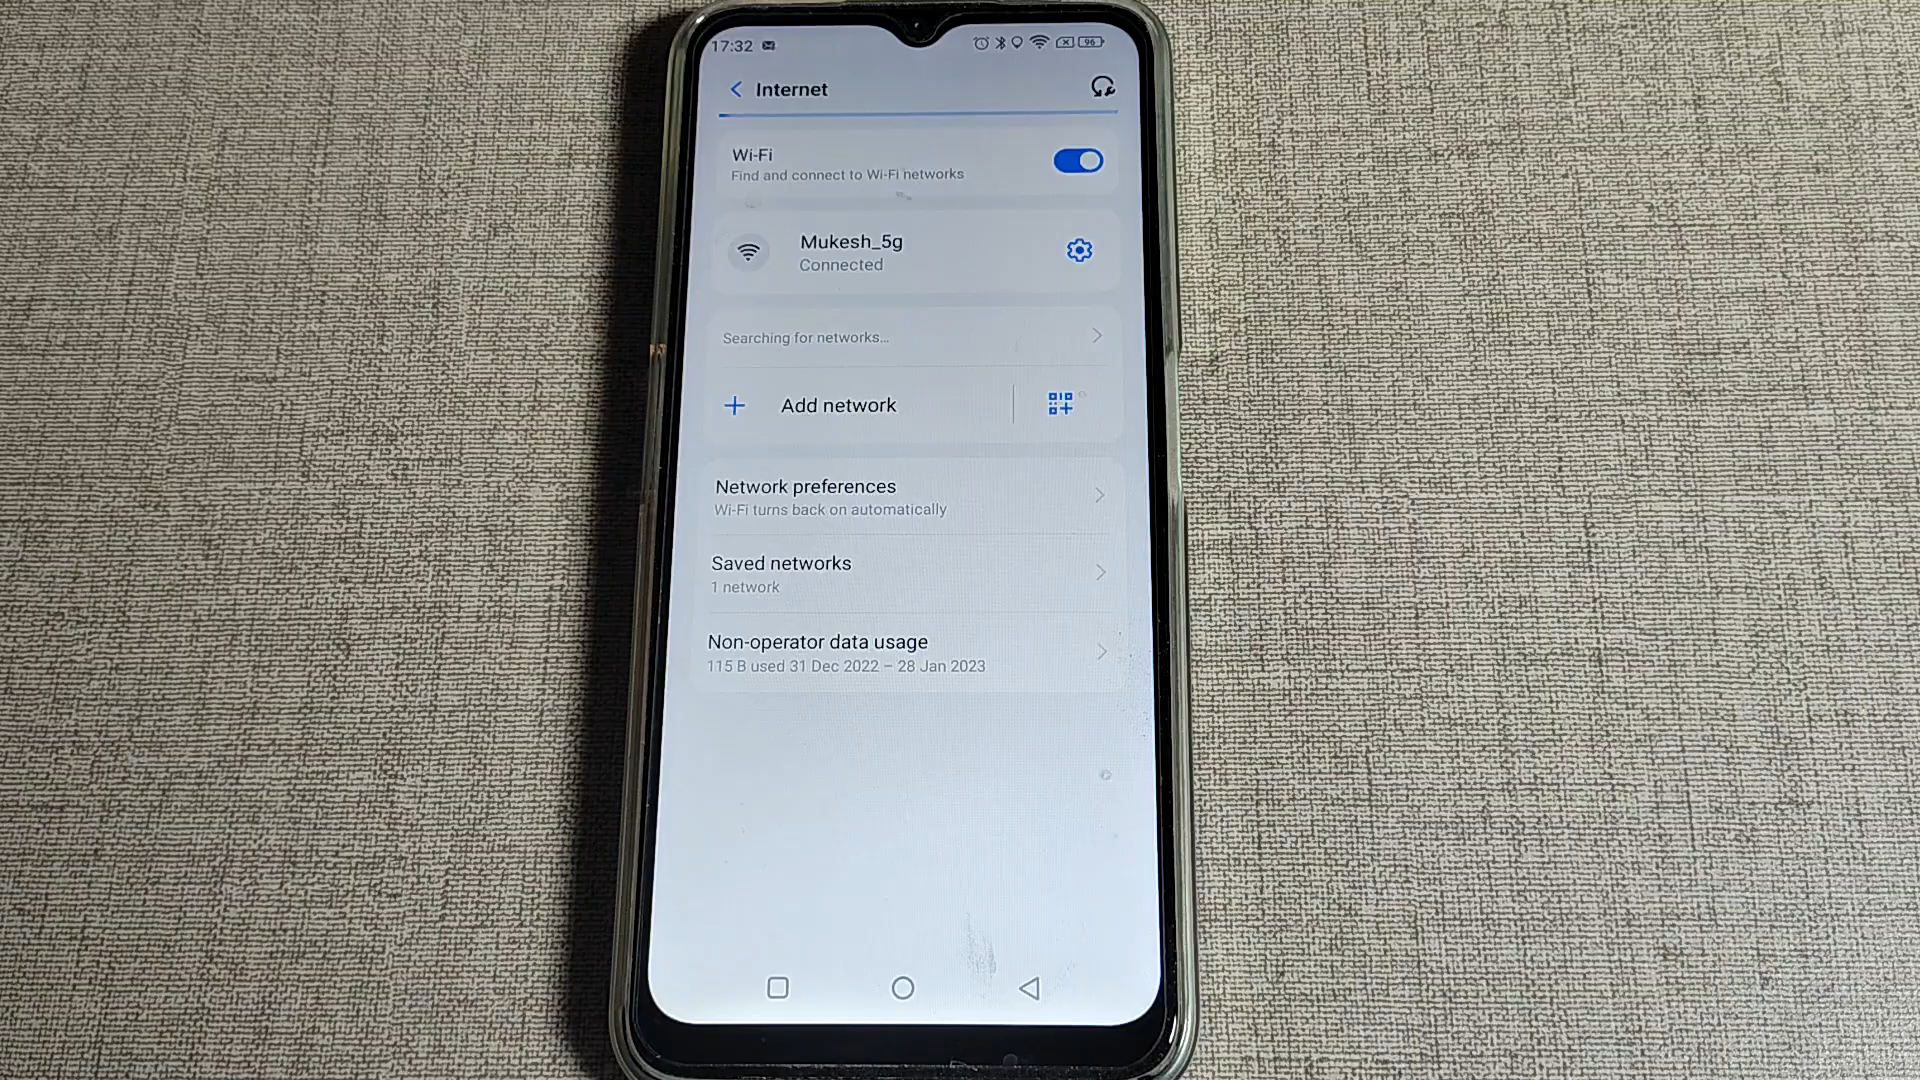 17:32
96
Internet
Wi-Fi
Find and connect to Wi-Fi networks
Mukesh_5g
Connected
Searching for networks...
Add network
Network preferences
Wi-Fi turns back on automatically
Saved networks
1 network
Non-operator data usage
115 B used 31 Dec 2022 – 28 Jan 2023